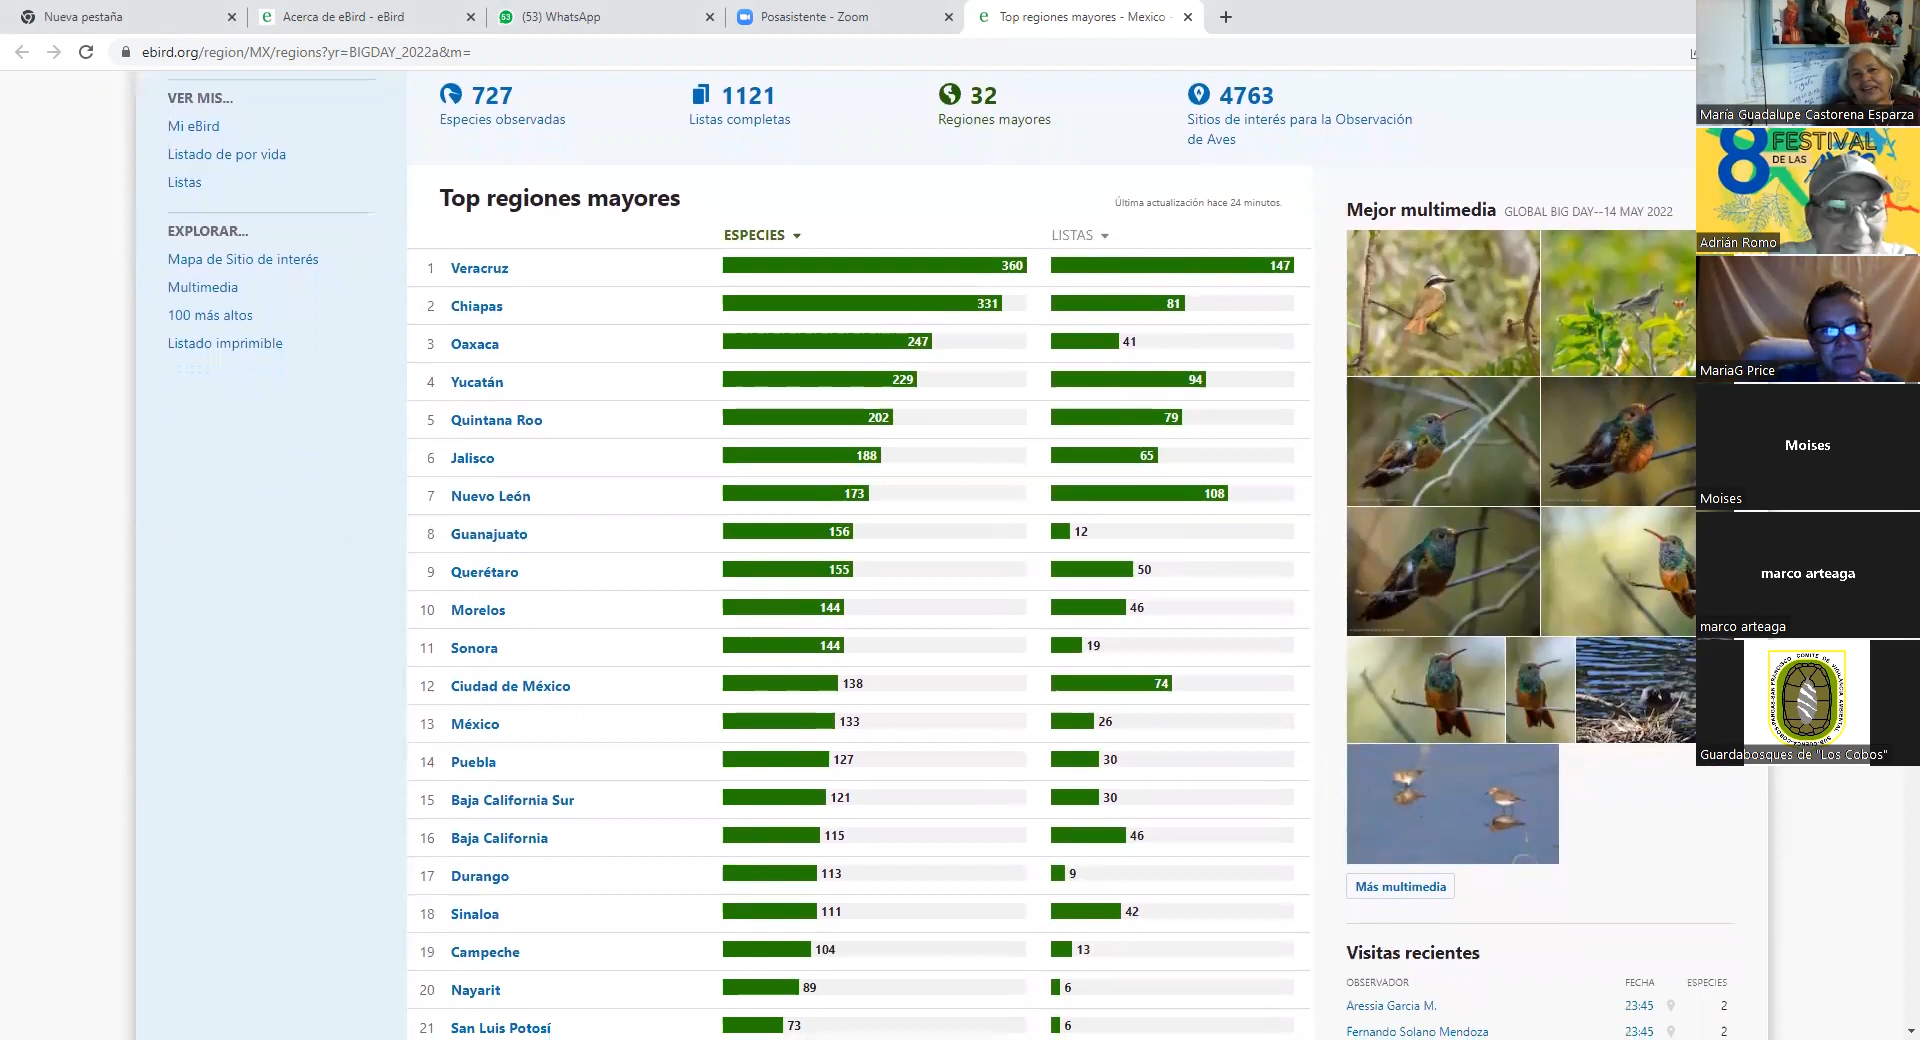 Nueva pestaña
Acerca de eBird - eBird
(53) WhatsApp
Posasistente - Zoom
Top regiones mayores - Mexico -
ebird.org/region/MX/regions?yr=BIGDAY_2022a&m=
VER MIS...
Mi eBird
Listado de por vida
Listas
EXPLORAR...
Mapa de Sitio de interés
Multimedia
100 más altos
Listado imprimible
727
Especies observadas
1121
Listas completas
32
Regiones mayores
4763
Sitios de interés para la Observación
de Aves
Top regiones mayores
Última actualización hace 24 minutos.
ESPECIES LISTAS
1 Veracruz 360 147
2 Chiapas 331 81
3 Oaxaca 247 41
4 Yucatán 229 94
5 Quintana Roo 202 79
6 Jalisco 188 65
7 Nuevo León 173 108
8 Guanajuato 156 12
9 Querétaro 155 50
10 Morelos 144 46
11 Sonora 144 19
12 Ciudad de México 138 74
13 México 133 26
14 Puebla 127 30
15 Baja California Sur 121 30
16 Baja California 115 46
17 Durango 113 9
18 Sinaloa 111 42
19 Campeche 104 13
20 Nayarit 89 6
21 San Luis Potosí 73 6
Mejor multimedia GLOBAL BIG DAY--14 MAY 2022
Más multimedia
Visitas recientes
OBSERVADOR FECHA ESPECIES
Aressia Garcia M. 23:45 2
Fernando Solano Mendoza 23:45 2
María Guadalupe Castorena Esparza
8 FESTIVAL
DE LAS
Adrián Romo
MariaG Price
Moises
Moises
marco arteaga
marco arteaga
COMITE DE VIGILANCIA AMBIENTAL
Guardabosques de "Los Cobos"